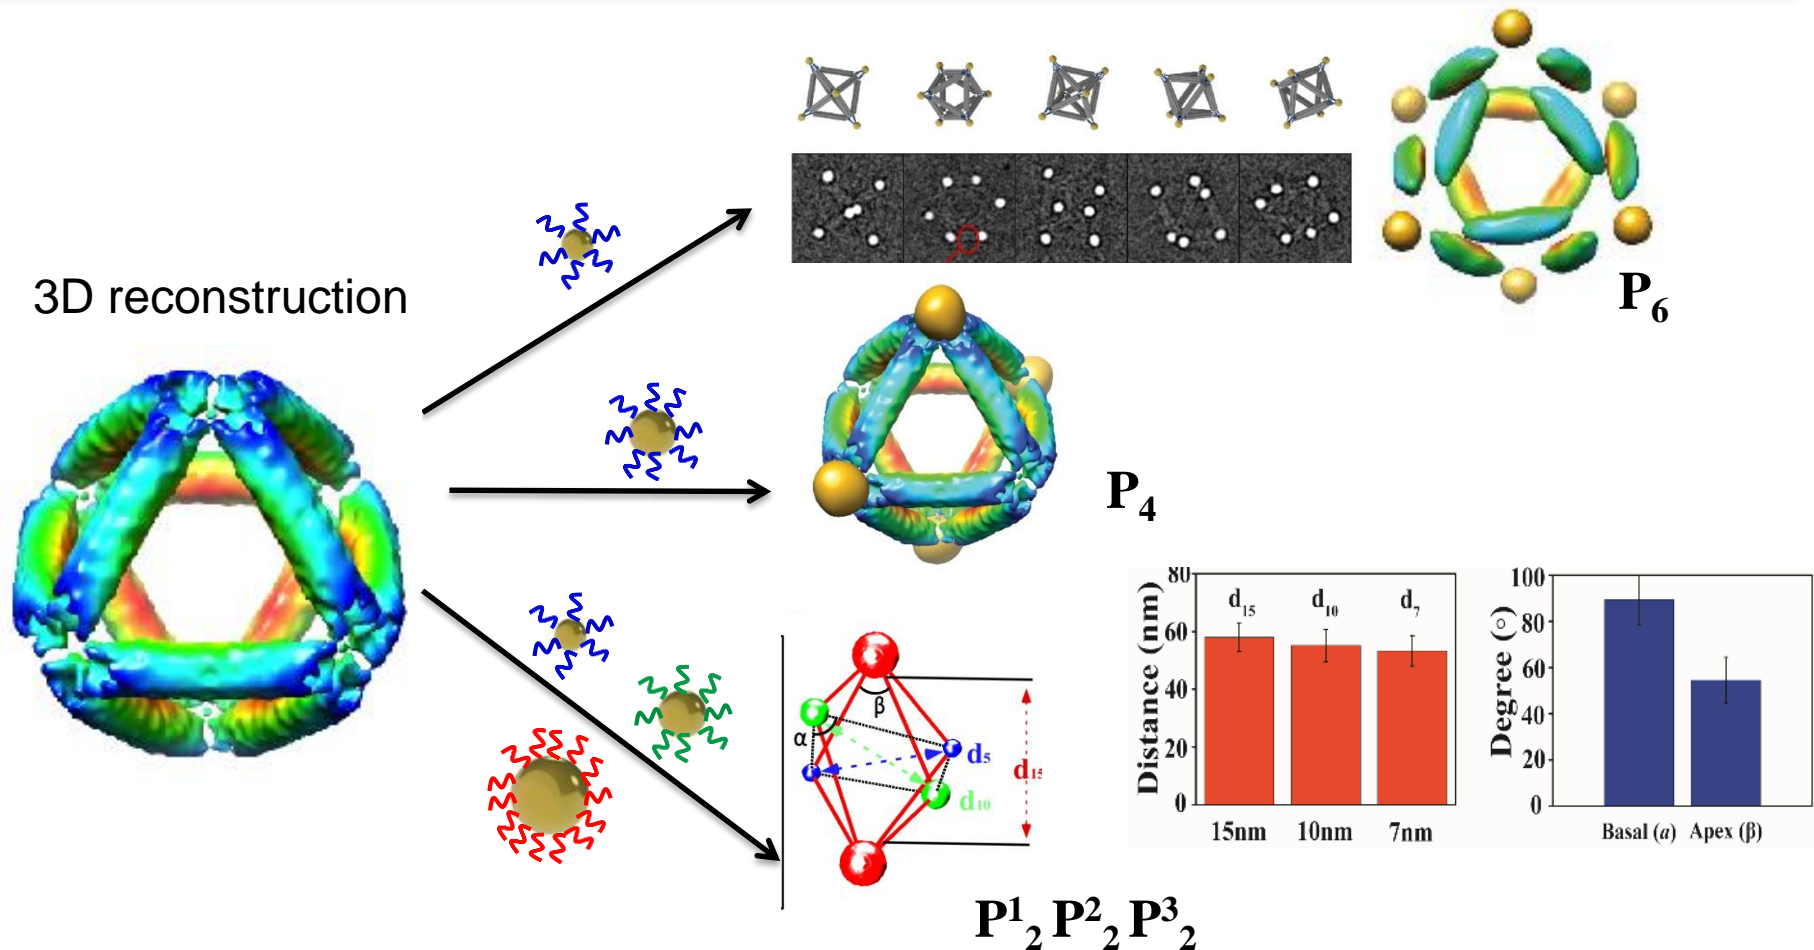 3D reconstruction
P6
P4
β
α
d5
d10
d15
P12 P22 P32
Distance (nm)
80
60
40
20
0
d15 d10 d7
15nm 10nm 7nm
Degree (○)
100
80
60
40
20
0
Basal (α) Apex (β)